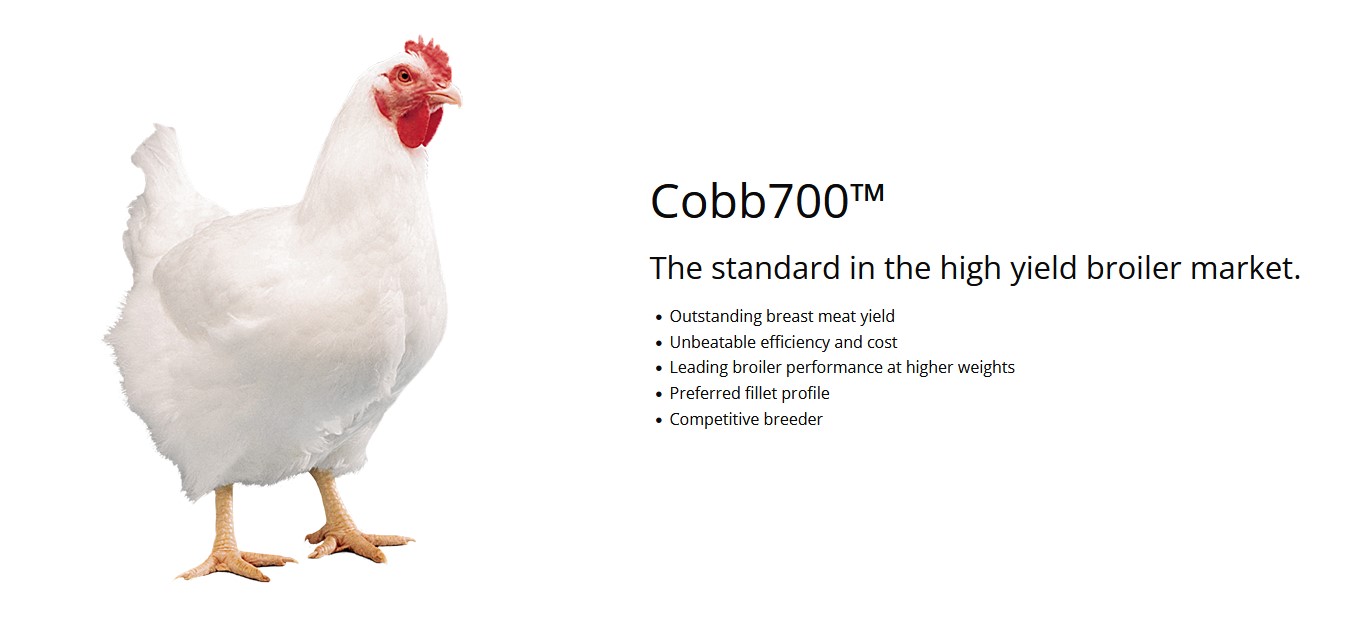 Cobb700™
The standard in the high yield broiler market.
• Outstanding breast meat yield
• Unbeatable efficiency and cost
• Leading broiler performance at higher weights
• Preferred fillet profile
• Competitive breeder